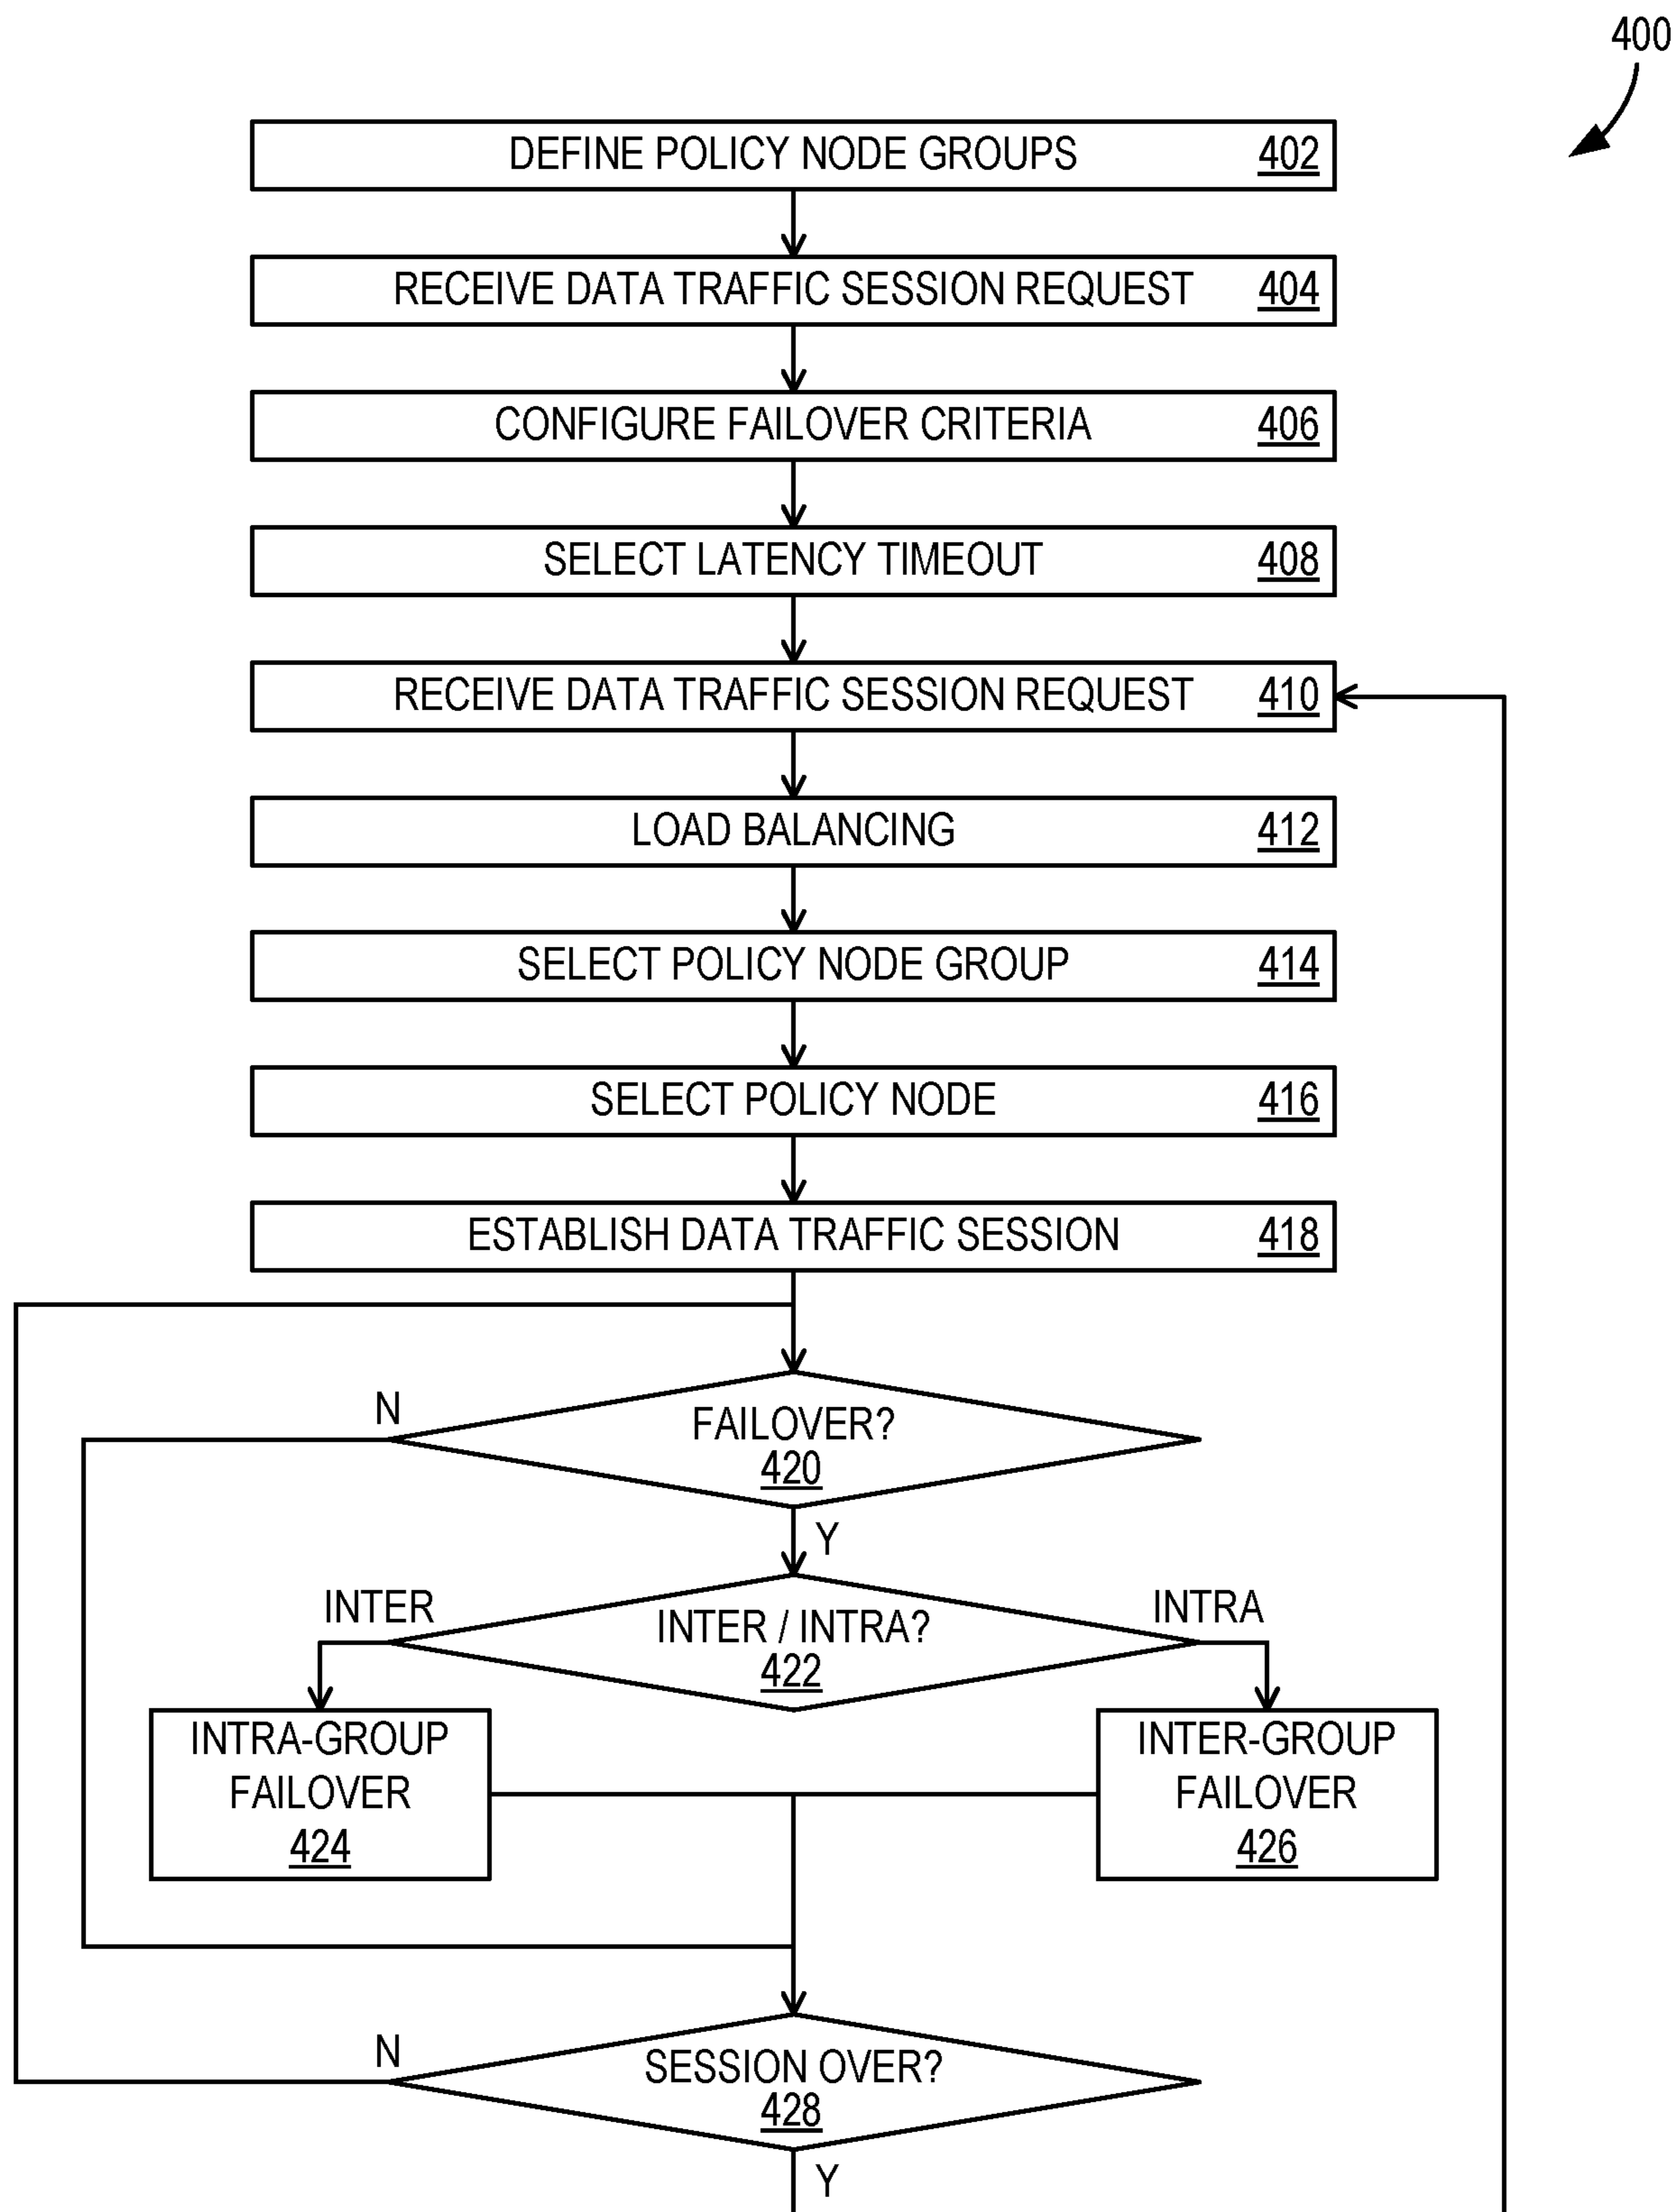 400
DEFINE POLICY NODE GROUPS 402
RECEIVE DATA TRAFFIC SESSION REQUEST 404
CONFIGURE FAILOVER CRITERIA 406
SELECT LATENCY TIMEOUT 408
RECEIVE DATA TRAFFIC SESSION REQUEST 410
LOAD BALANCING 412
SELECT POLICY NODE GROUP 414
SELECT POLICY NODE 416
ESTABLISH DATA TRAFFIC SESSION 418
N
FAILOVER?
420
Y
INTER
INTER / INTRA?
422
INTRA
INTRA-GROUP
FAILOVER
424
INTER-GROUP
FAILOVER
426
N
SESSION OVER?
428
Y